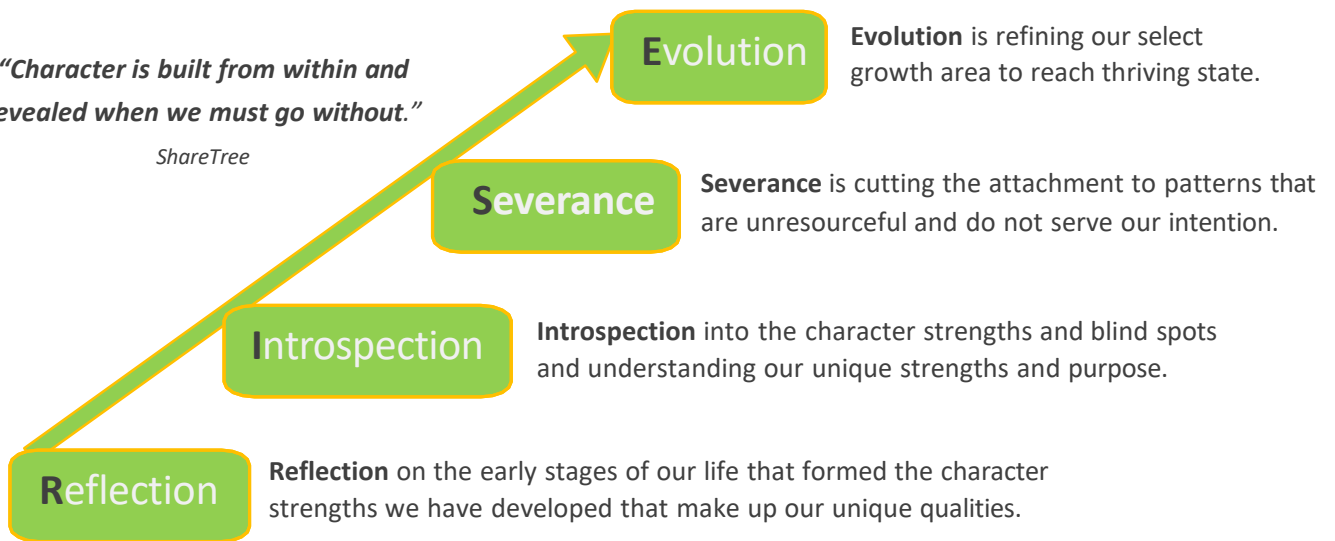 “Character is built from within and
evealed when we must go without.”
ShareTree
Evolution
Evolution is refining our select
growth area to reach thriving state.
Severance
Severance is cutting the attachment to patterns that
are unresourceful and do not serve our intention.
Introspection
Introspection into the character strengths and blind spots
and understanding our unique strengths and purpose.
Reflection
Reflection on the early stages of our life that formed the character
strengths we have developed that make up our unique qualities.